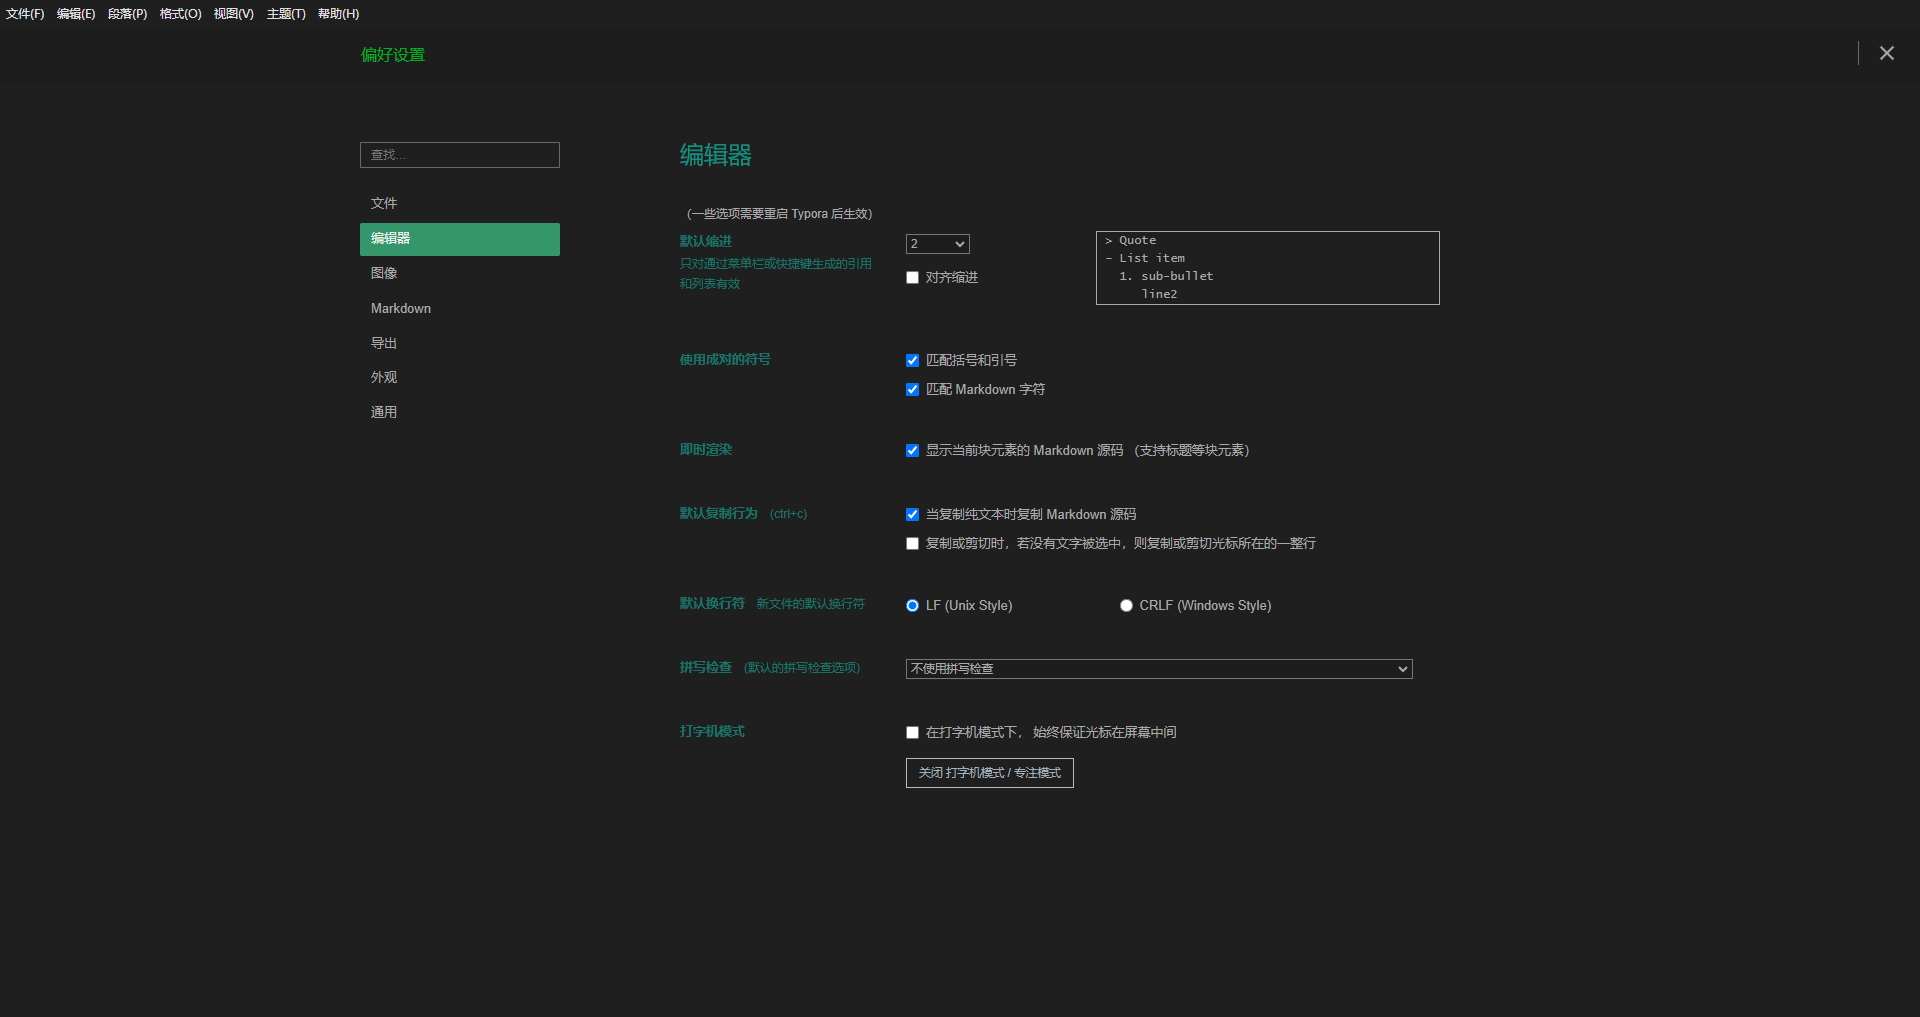 文件(F) 编辑(E) 段落(P) 格式(O) 视图(V) 主题(T) 帮助(H)
偏好设置
查找...
文件
编辑器
图像
Markdown
导出
外观
通用
编辑器
（一些选项需要重启 Typora 后生效）
默认缩进
只对通过菜单栏或快捷键生成的引用
和列表有效
2
对齐缩进
> Quote
- List item
1. sub-bullet
line2
使用成对的符号
匹配括号和引号
匹配 Markdown 字符
即时渲染
显示当前块元素的 Markdown 源码 （支持标题等块元素）
默认复制行为 (ctrl+c)
当复制纯文本时复制 Markdown 源码
复制或剪切时，若没有文字被选中，则复制或剪切光标所在的一整行
默认换行符 新文件的默认换行符
LF (Unix Style) CRLF (Windows Style)
拼写检查 (默认的拼写检查选项)
不使用拼写检查
打字机模式
在打字机模式下， 始终保证光标在屏幕中间
关闭 打字机模式 / 专注模式